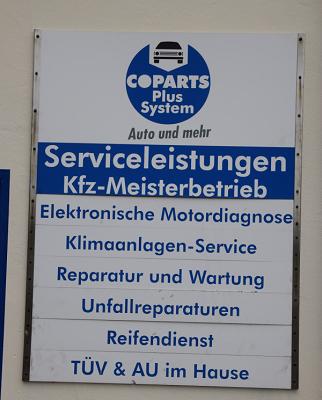 COPARTS
Plus
System
Auto und mehr
Serviceleistungen
Kfz-Meisterbetrieb
Elektronische Motordiagnose
Klimaanlagen-Service
Reparatur und Wartung
Unfallreparaturen
Reifendienst
TÜV & AU im Hause